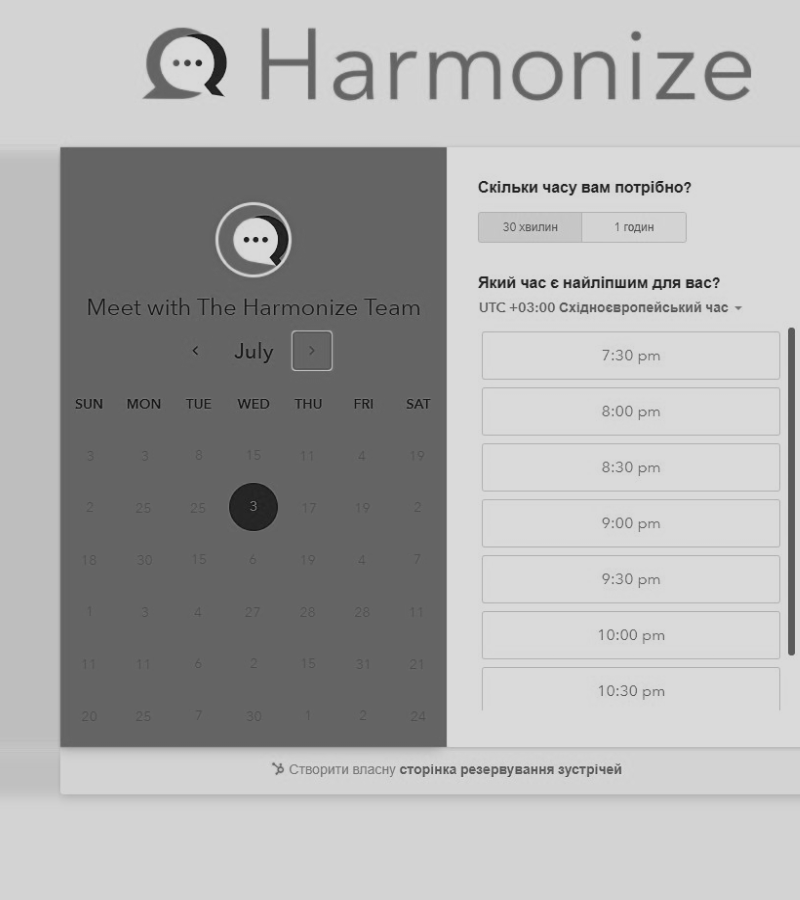 Harmonize
Meet with The Harmonize Team
July
SUN MON TUE WED THU FRI SAT
3 3 8 15 11 4 19
2 25 25 3 17 19 2
18 30 15 6 19 4 7
1 3 4 27 28 28 11
11 11 6 2 15 31 21
20 25 7 30 1 2 24
Скільки часу вам потрібно?
30 хвилин 1 годин
Який час є найліпшим для вас?
UTC +03:00 Східноєвропейський час
7:30 pm
8:00 pm
8:30 pm
9:00 pm
9:30 pm
10:00 pm
10:30 pm
Створити власну сторінка резервування зустрічей